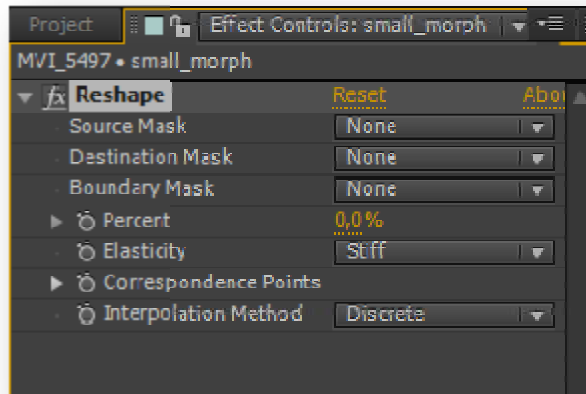 Project Effect Controls: small_morph
MVI_5497 • small_morph
fx Reshape Reset
Source Mask None
Destination Mask None
Boundary Mask None
Percent 0,0%
Elasticity Stiff
Correspondence Points
Interpolation Method Discrete